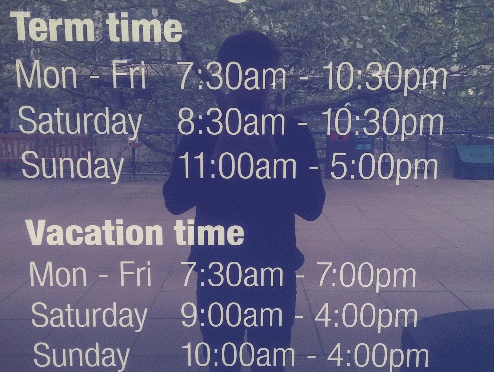 Term time
Mon - Fri 7:30am - 10:30pm
Saturday 8:30am - 10:30pm
Sunday 11:00am - 5:00pm
Vacation time
Mon - Fri 7:30am - 7:00pm
Saturday 9:00am - 4:00pm
Sunday 10:00am - 4:00pm